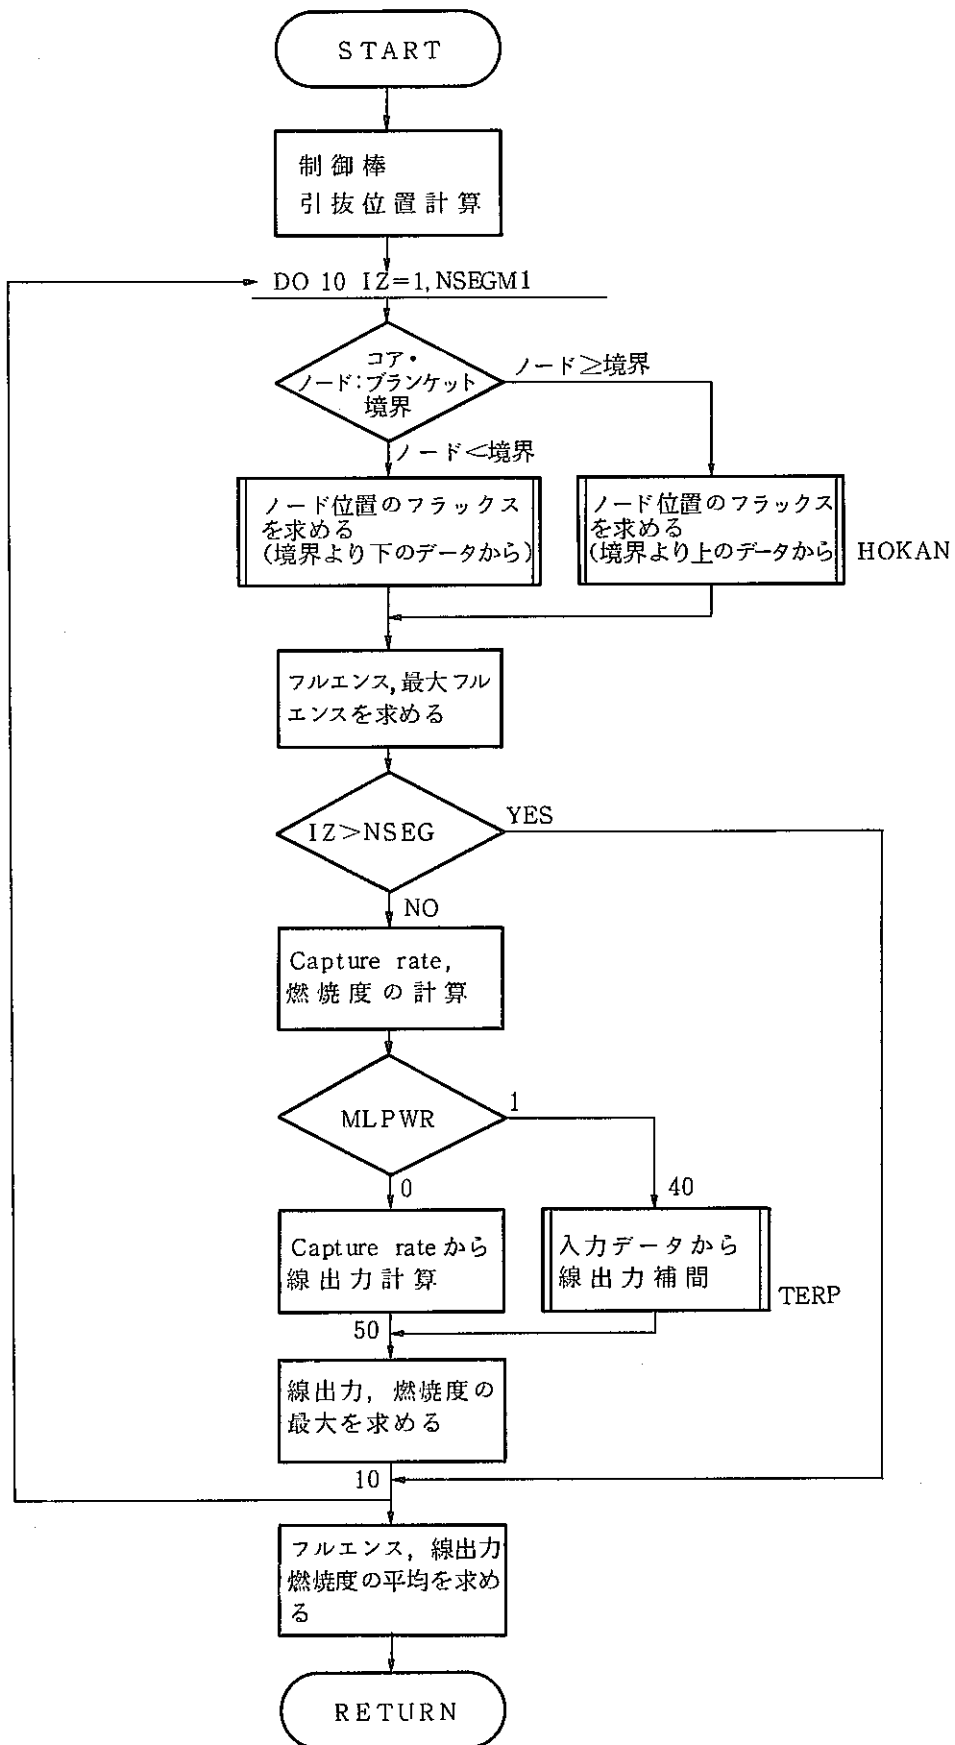 START
制御棒
引抜位置計算
DO 10 IZ=1,NSEGM1
コア・
ノード:ブランケット
境界
ノード≥境界
ノード<境界
ノード位置のフラックス
を求める
(境界より下のデータから)
ノード位置のフラックス
を求める
(境界より上のデータから
HOKAN
フルエンス,最大フル
エンスを求める
IZ>NSEG
YES
NO
Capture rate,
燃焼度の計算
MLPWR
1
0
40
Capture rateから
線出力計算
入力データから
線出力補間
TERP
50
線出力,燃焼度の
最大を求める
10
フルエンス,線出力
燃焼度の平均を求め
る
RETURN